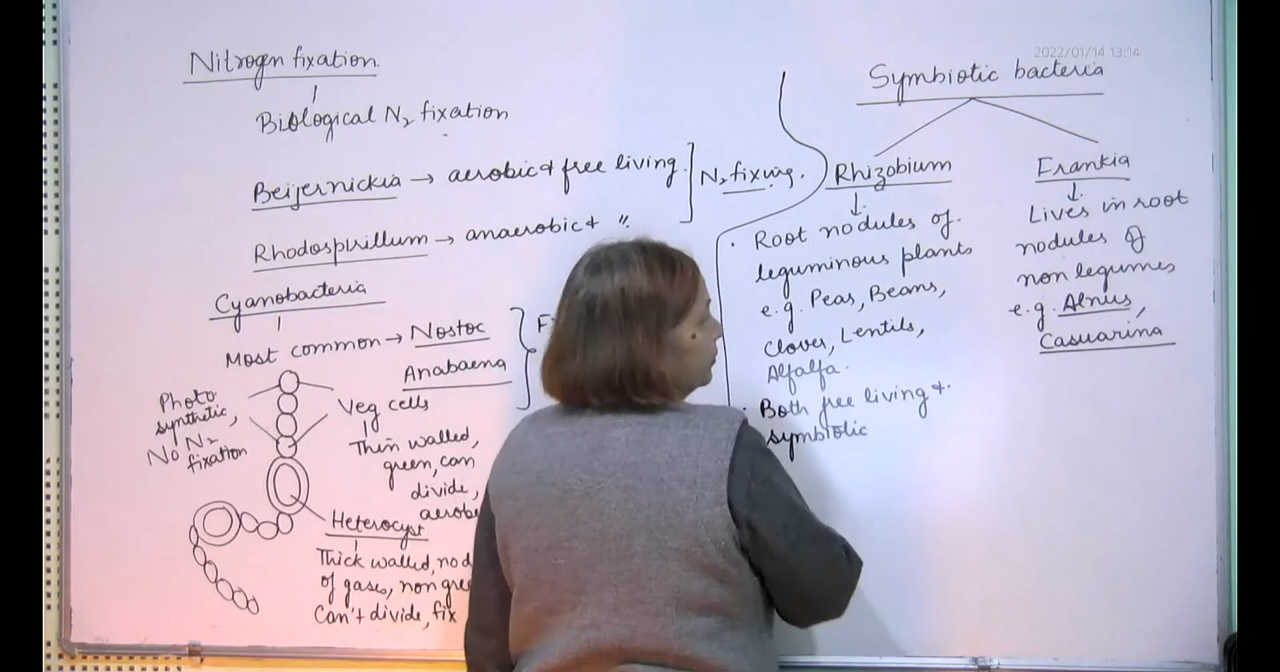 2022/01/14 13:14
Nitrogen fixation
Biological N₂ fixation
Beijernickia → aerobic & free living
Rhodospirillum → anaerobic & "
N₂ fixing.
Cyanobacteria
Most common → Nostoc
Anabaena
Photo
synthetic,
No N₂
fixation
Veg cells
Thin walled,
green, can
divide,
Heterocyst
Thick walled, no
of gases, non
Can't divide, fix
Symbiotic bacteria
Rhizobium
• Root nodules of
leguminous plants
e.g. Peas, Beans,
Clover, Lentils,
Alfalfa.
• Both free living &
symbiotic
Frankia
Lives in root
nodules of
non legumes
e.g. Alnus,
Casuarina